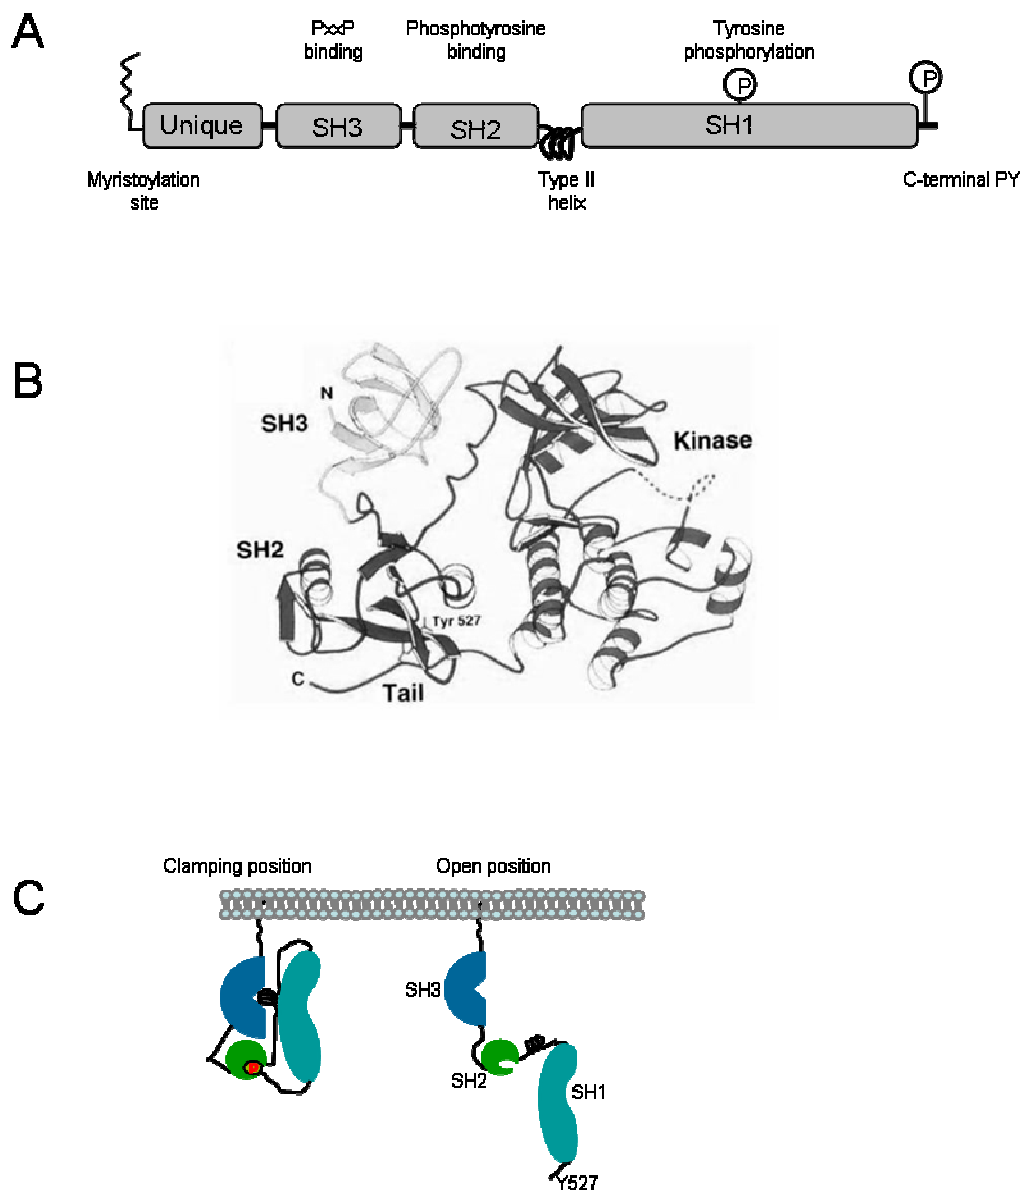 A
PxxP
binding
Phosphotyrosine
binding
Tyrosine
phosphorylation
P
P
Unique
SH3
SH2
SH1
Myristoylation
site
Type II
helix
C-terminal PY
B
N
SH3
Kinase
SH2
Tyr 527
C
Tail
C
Clamping position
Open position
SH3
P
SH2
SH1
Y527